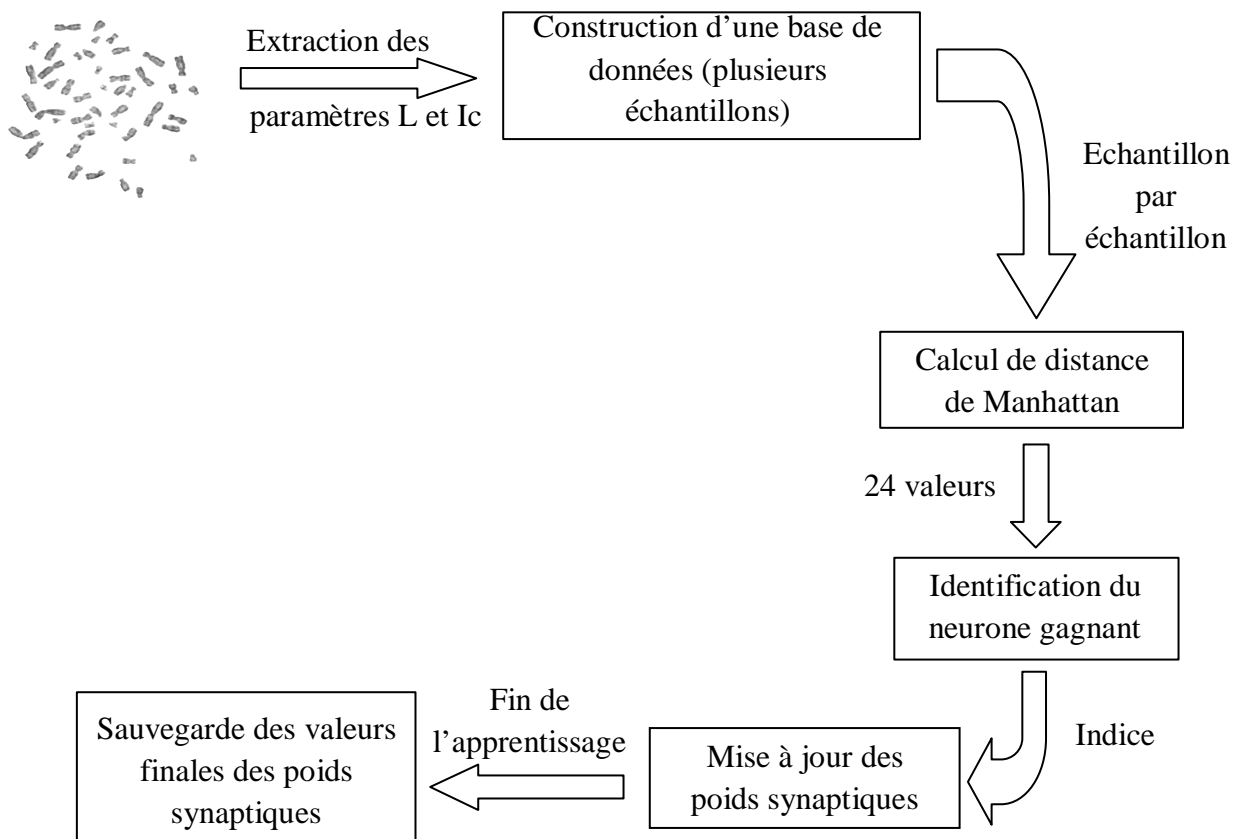 Extraction des
paramètres L et Ic
Construction d’une base de
données (plusieurs
échantillons)
Echantillon
par
échantillon
Calcul de distance
de Manhattan
24 valeurs
Identification du
neurone gagnant
Indice
Mise à jour des
poids synaptiques
Fin de
l’apprentissage
Sauvegarde des valeurs
finales des poids
synaptiques